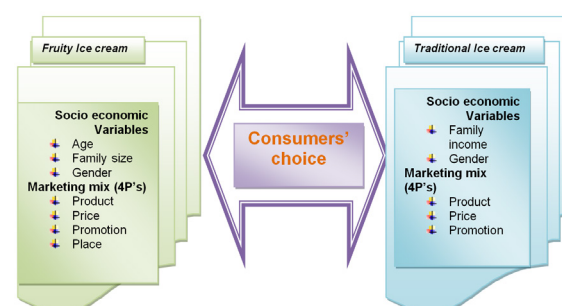 Fruity Ice cream
Socio economic
Variables
Age
Family size
Gender
Marketing mix (4P's)
Product
Price
Promotion
Place
Consumers'
choice
Traditional Ice cream
Socio economic
Variables
Family
income
Gender
Marketing mix
(4P's)
Product
Price
Promotion